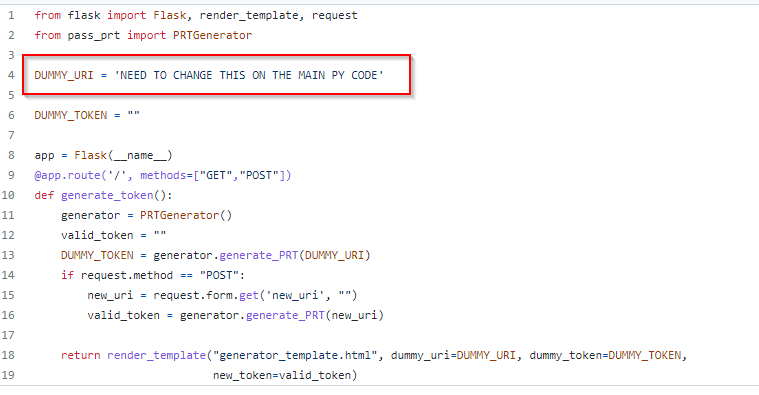 1 from flask import Flask, render_template, request
2 from pass_prt import PRTGenerator
3
4 DUMMY_URI = 'NEED TO CHANGE THIS ON THE MAIN PY CODE'
5
6 DUMMY_TOKEN = ""
7
8 app = Flask(__name__)
9 @app.route('/', methods=["GET","POST"])
10 def generate_token():
11     generator = PRTGenerator()
12     valid_token = ""
13     DUMMY_TOKEN = generator.generate_PRT(DUMMY_URI)
14     if request.method == "POST":
15         new_uri = request.form.get('new_uri', "")
16         valid_token = generator.generate_PRT(new_uri)
17
18     return render_template("generator_template.html", dummy_uri=DUMMY_URI, dummy_token=DUMMY_TOKEN,
19                            new_token=valid_token)